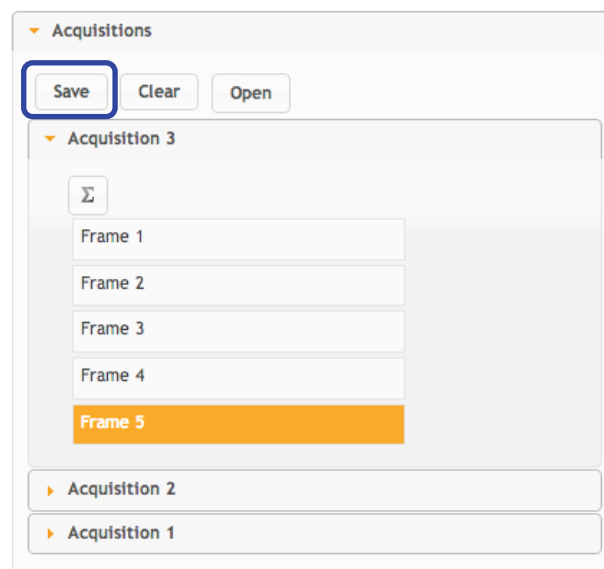 Acquisitions
Save Clear Open
Acquisition 3
Σ
Frame 1
Frame 2
Frame 3
Frame 4
Frame 5
Acquisition 2
Acquisition 1